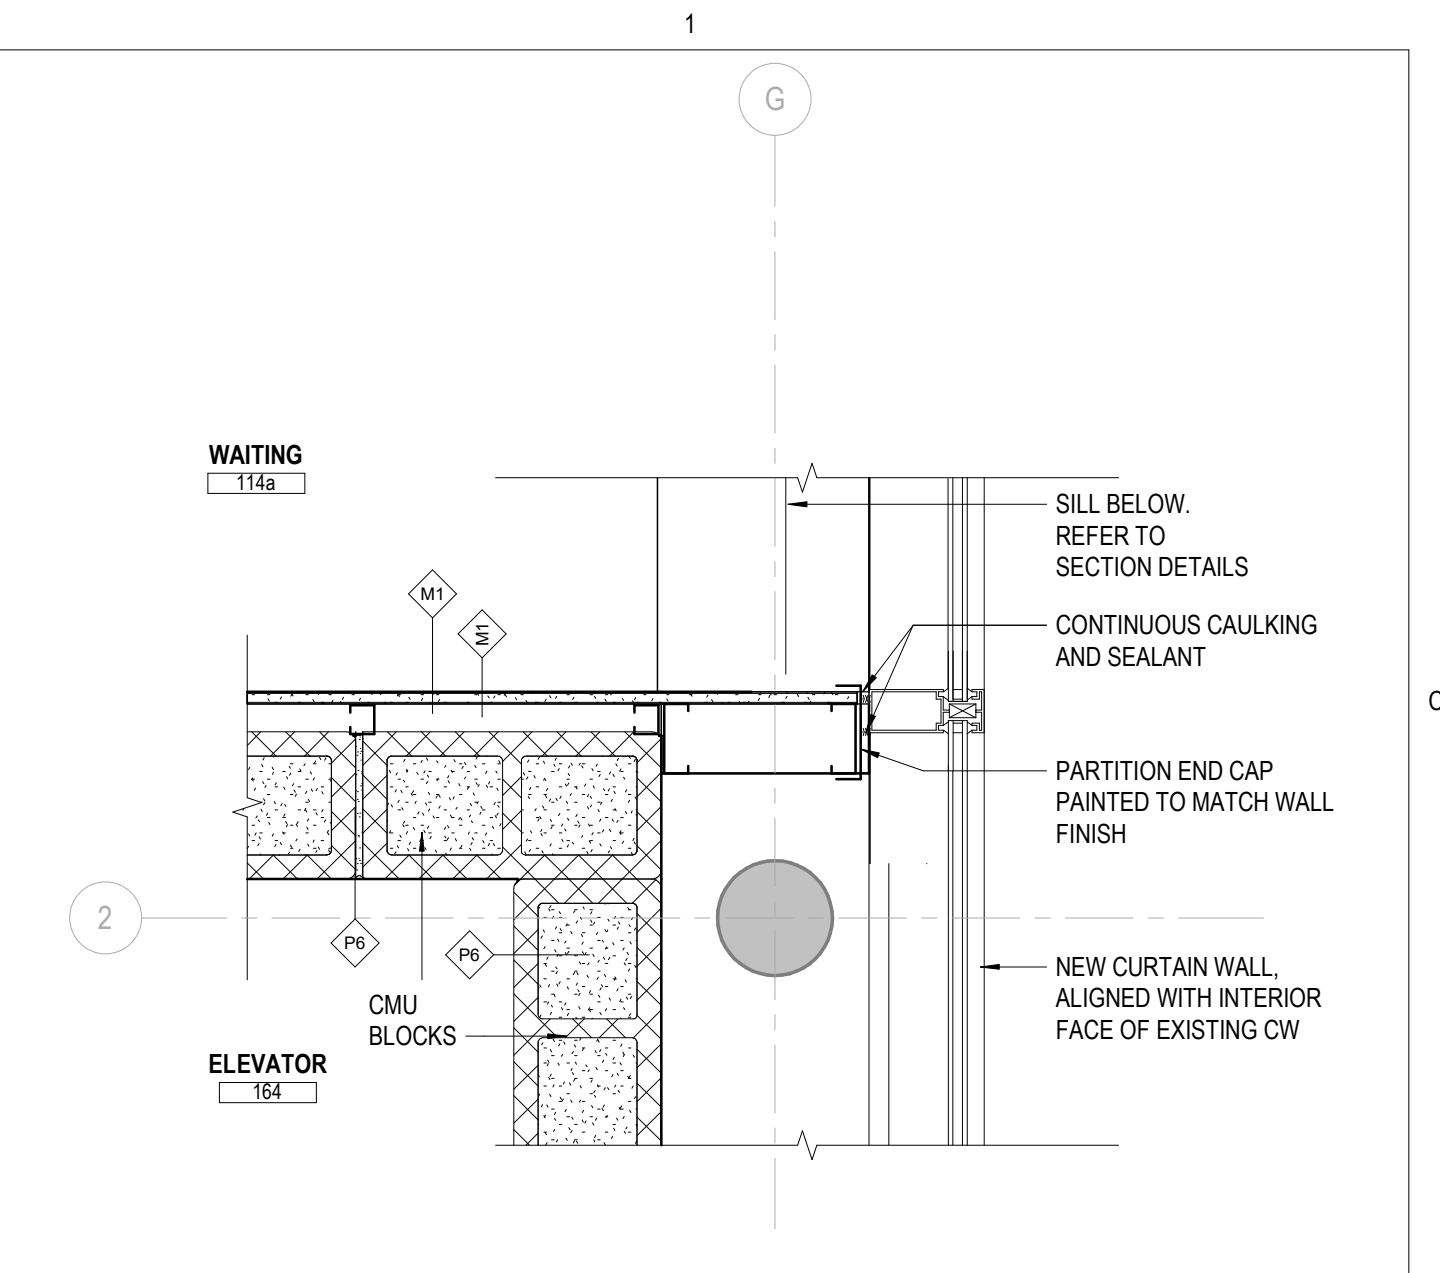 1
G
WAITING
114a
SILL BELOW.
REFER TO
SECTION DETAILS
M1
M1
CONTINUOUS CAULKING
AND SEALANT
C
PARTITION END CAP
PAINTED TO MATCH WALL
FINISH
2
P6
P6
NEW CURTAIN WALL,
ALIGNED WITH INTERIOR
FACE OF EXISTING CW
CMU
BLOCKS
ELEVATOR
164